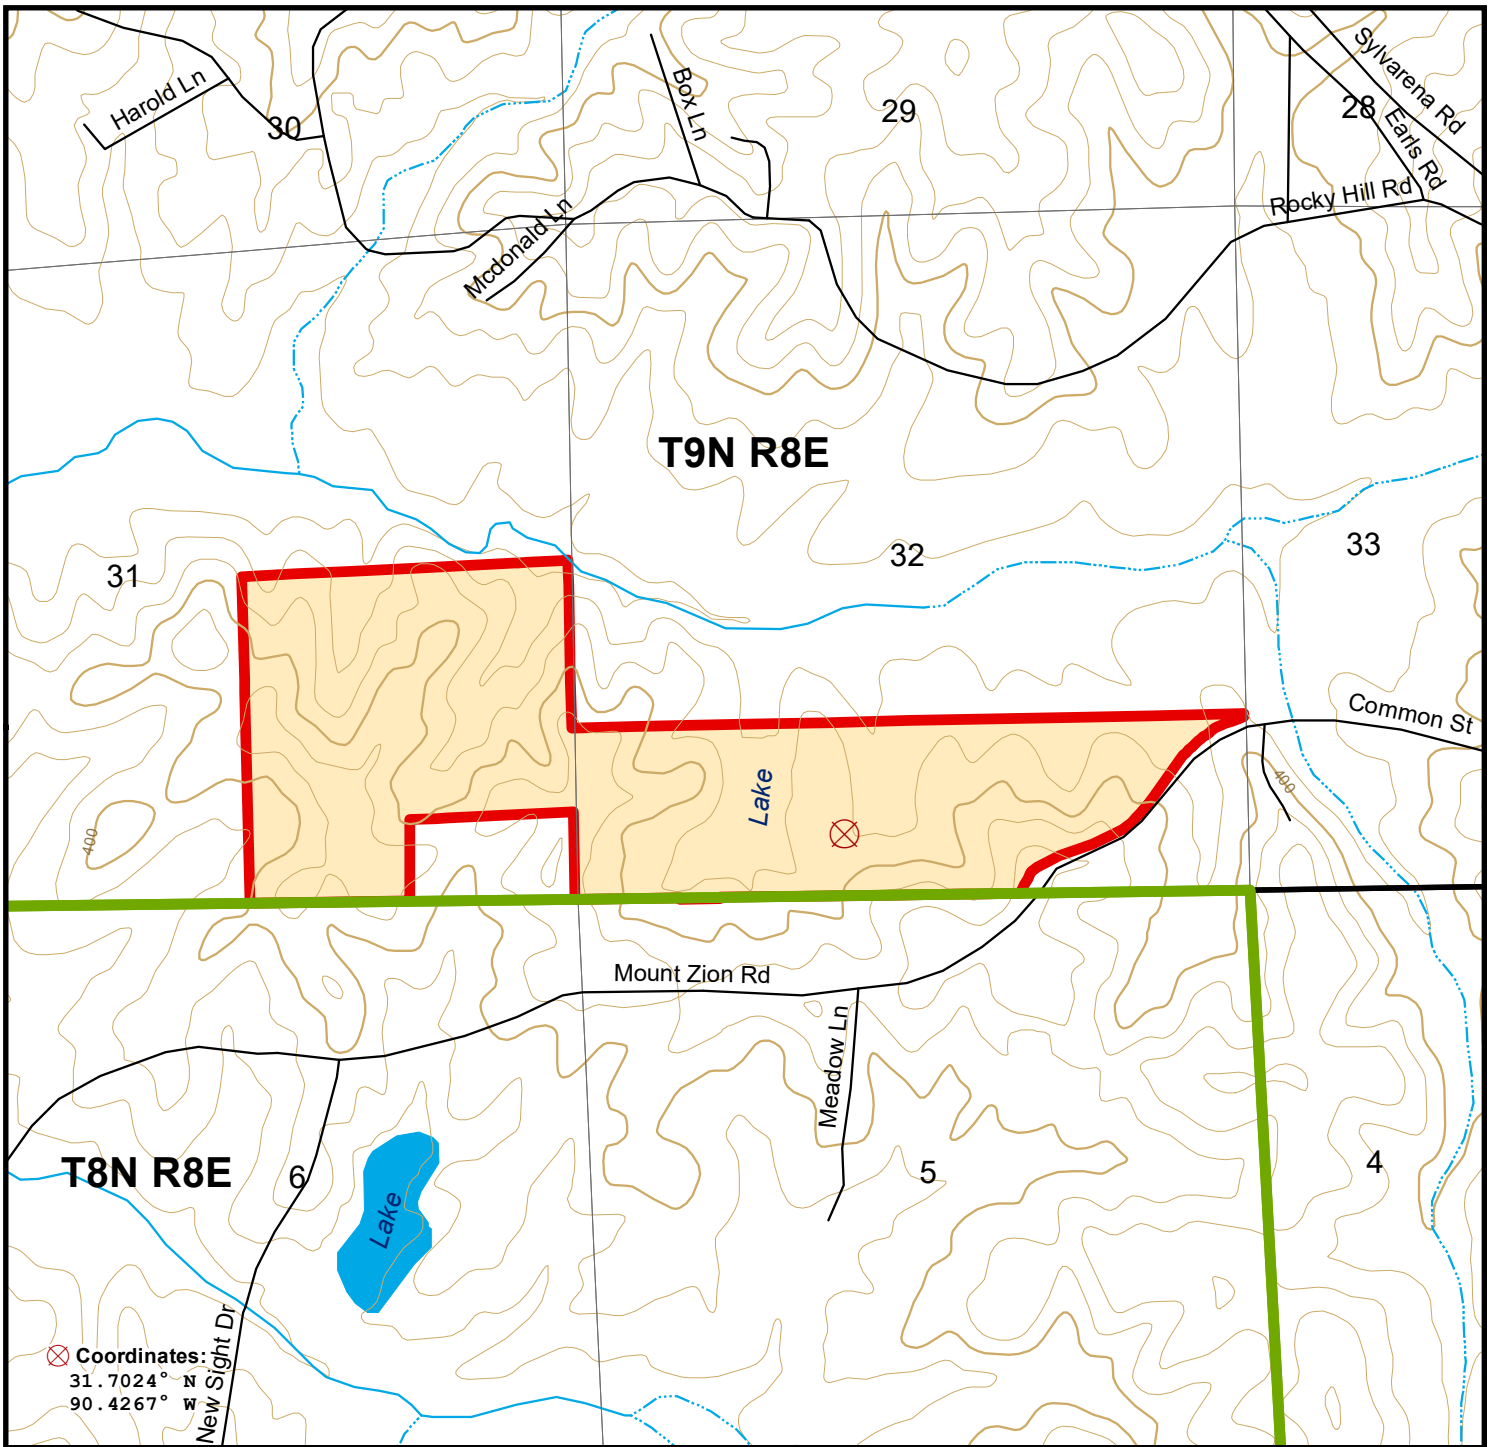 Harold Ln
30
Box Ln
29
Sylvarena Rd
28
Earls Rd
Rocky Hill Rd
Mcdonald Ln
T9N R8E
31
32
33
Common St
400
Lake
400
Mount Zion Rd
Meadow Ln
T8N R8E
6
5
4
Lake
New Sight Dr
Coordinates:
31.7024° N
90.4267° W